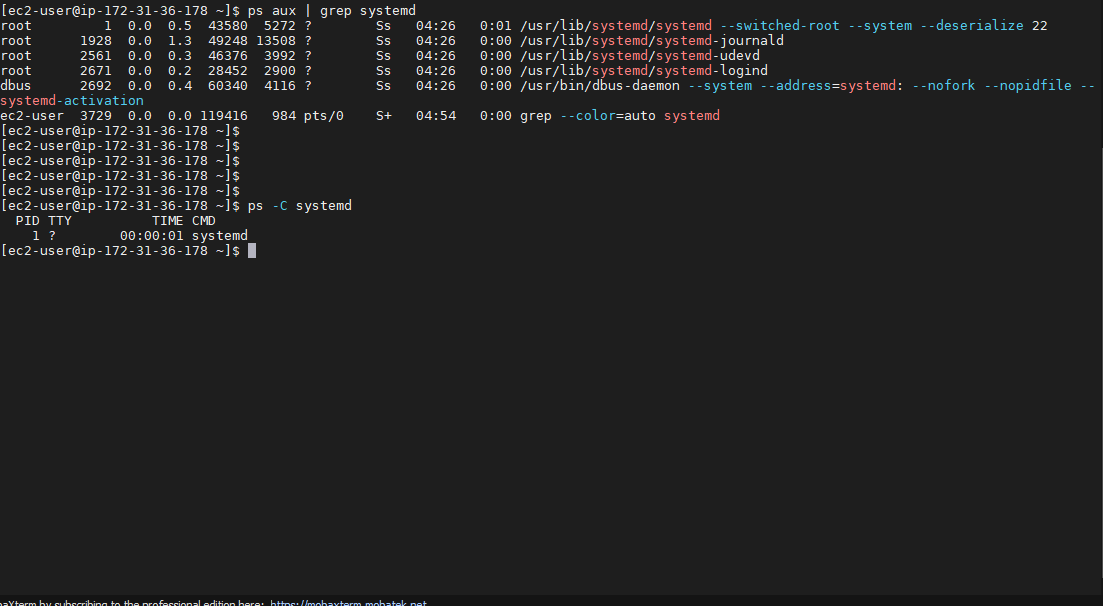 [ec2-user@ip-172-31-36-178 ~]$ ps aux | grep systemd
root         1  0.0  0.5  43580  5272 ?        Ss   04:26   0:01 /usr/lib/systemd/systemd --switched-root --system --deserialize 22
root      1928  0.0  1.3  49248 13508 ?        Ss   04:26   0:00 /usr/lib/systemd/systemd-journald
root      2561  0.0  0.3  46376  3992 ?        Ss   04:26   0:00 /usr/lib/systemd/systemd-udevd
root      2671  0.0  0.2  28452  2900 ?        Ss   04:26   0:00 /usr/lib/systemd/systemd-logind
dbus      2692  0.0  0.4  60340  4116 ?        Ss   04:26   0:00 /usr/bin/dbus-daemon --system --address=systemd: --nofork --nopidfile --
systemd-activation
ec2-user  3729  0.0  0.0 119416   984 pts/0    S+   04:54   0:00 grep --color=auto systemd
[ec2-user@ip-172-31-36-178 ~]$
[ec2-user@ip-172-31-36-178 ~]$
[ec2-user@ip-172-31-36-178 ~]$
[ec2-user@ip-172-31-36-178 ~]$
[ec2-user@ip-172-31-36-178 ~]$
[ec2-user@ip-172-31-36-178 ~]$ ps -C systemd
  PID TTY          TIME CMD
    1 ?        00:00:01 systemd
[ec2-user@ip-172-31-36-178 ~]$
baXterm by subscribing to the professional edition here: https://mobaxterm.mobatek.net